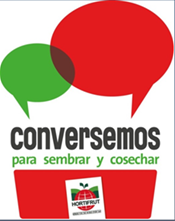 conversemos
para sembrar y cosechar
HORTIFRUT